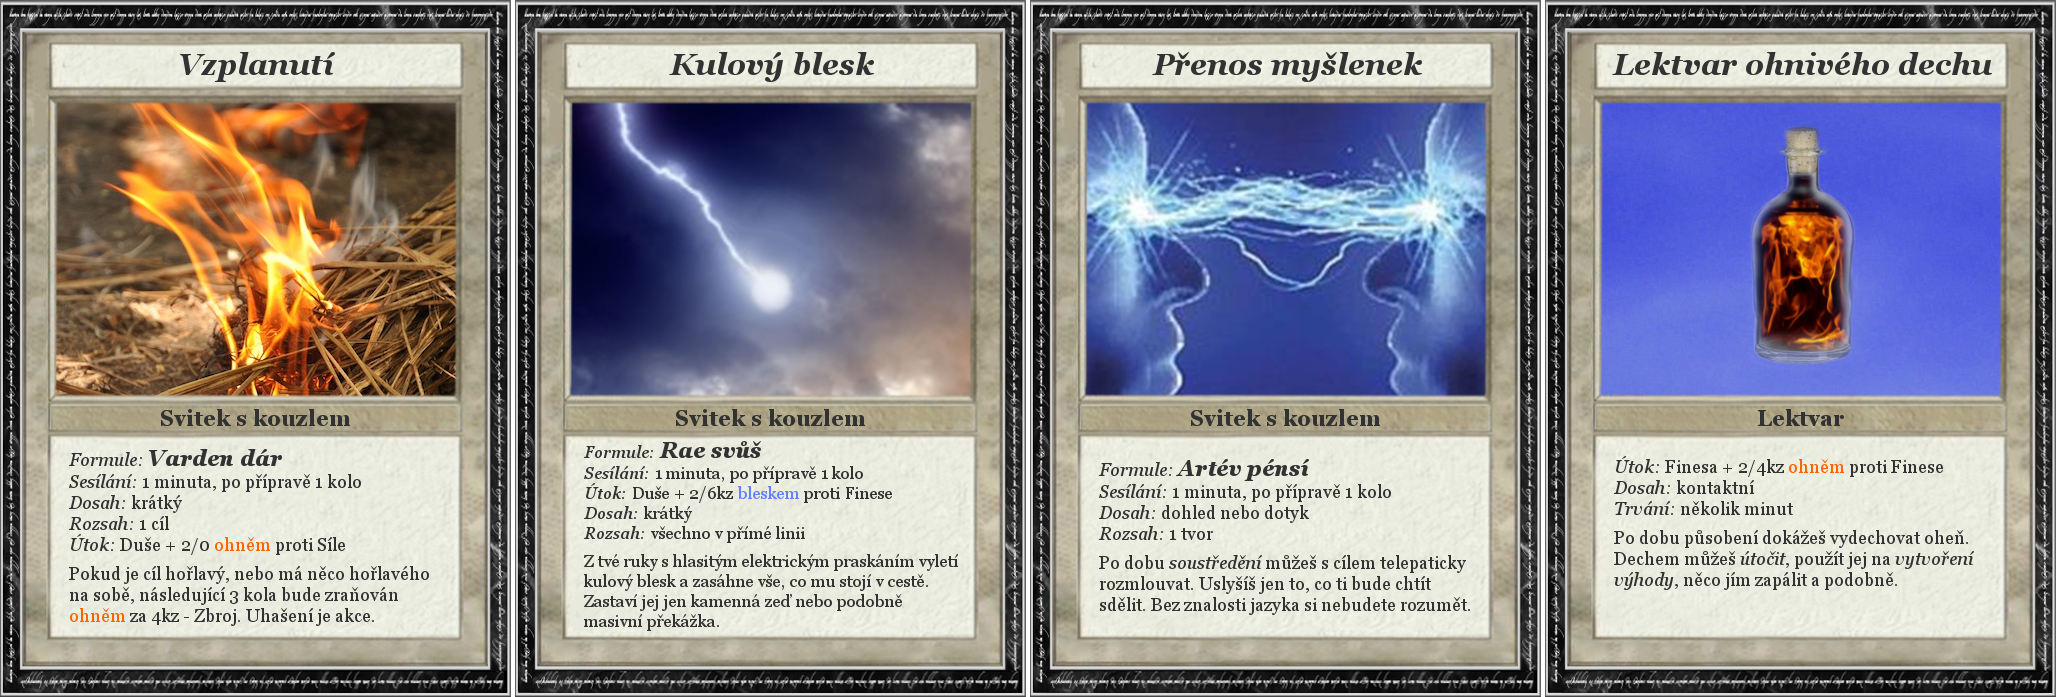 Vzplanutí
Svitek s kouzlem
Formule: Varden dár
Sesílání: 1 minuta, po přípravě 1 kolo
Dosah: krátký
Rozsah: 1 cíl
Útok: Duše + 2/0 ohněm proti Síle
Pokud je cíl hořlavý, nebo má něco hořlavého
na sobě, následující 3 kola bude zraňován
ohněm za 4kz - Zbroj. Uhašení je akce.
Kulový blesk
Svitek s kouzlem
Formule: Rae svůš
Sesílání: 1 minuta, po přípravě 1 kolo
Útok: Duše + 2/6kz bleskem proti Finese
Dosah: krátký
Rozsah: všechno v přímé linii
Z tvé ruky s hlasitým elektrickým praskáním vyletí
kulový blesk a zasáhne vše, co mu stojí v cestě.
Zastaví jej jen kamenná zeď nebo podobně
masivní překážka.
Přenos myšlenek
Svitek s kouzlem
Formule: Artév pénsí
Sesílání: 1 minuta, po přípravě 1 kolo
Dosah: dohled nebo dotyk
Rozsah: 1 tvor
Po dobu soustředění můžeš s cílem telepaticky
rozmlouvat. Uslyšíš jen to, co ti bude chtít
sdělit. Bez znalosti jazyka si nebudete rozumět.
Lektvar ohnivého dechu
Lektvar
Útok: Finesa + 2/4kz ohněm proti Finese
Dosah: kontaktní
Trvání: několik minut
Po dobu působení dokážeš vydechovat oheň.
Dechem můžeš útočit, použít jej na vytvoření
výhody, něco jím zapálit a podobně.